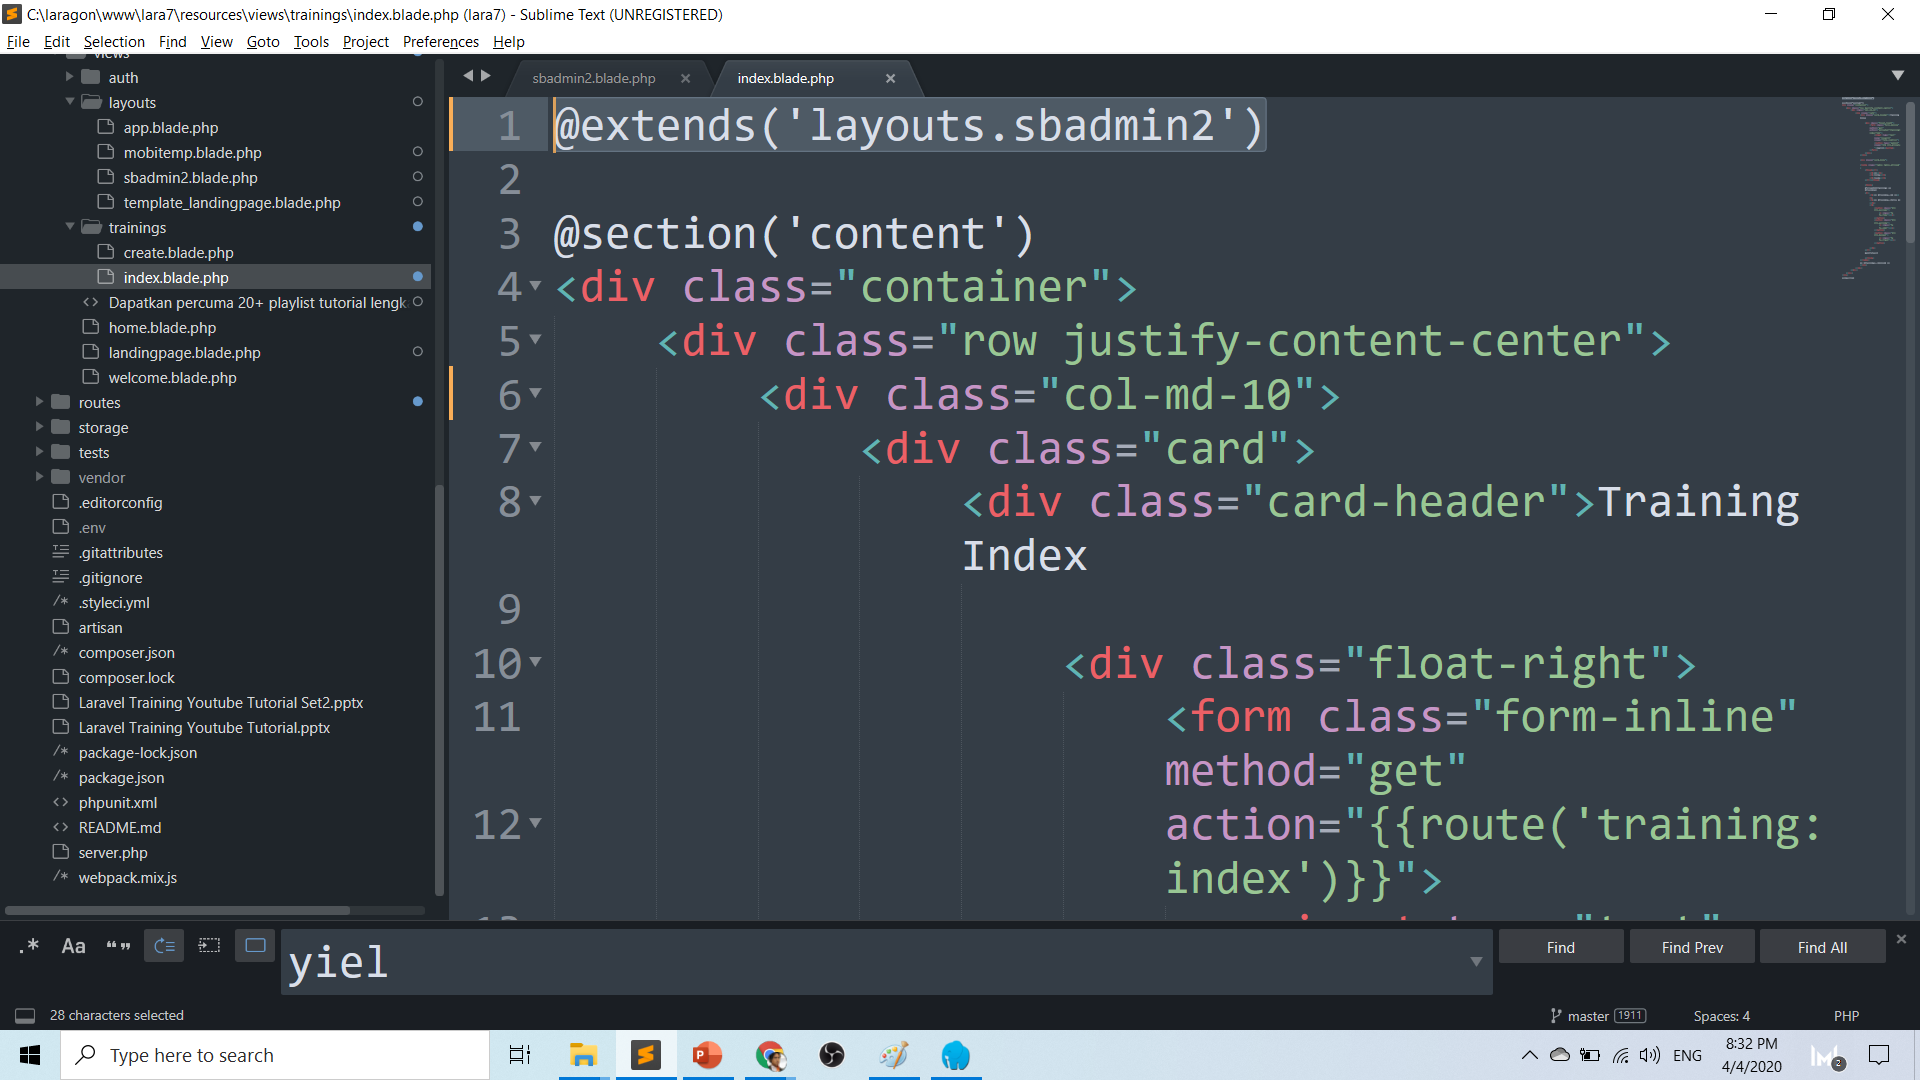 C:\laragon\www\lara7\resources\views\trainings\index.blade.php (lara7) - Sublime Text (UNREGISTERED)
File Edit Selection Find View Goto Tools Project Preferences Help
views
auth
layouts
app.blade.php
mobitemp.blade.php
sbadmin2.blade.php
template_landingpage.blade.php
trainings
create.blade.php
index.blade.php
Dapatkan percuma 20+ playlist tutorial lengk
home.blade.php
landingpage.blade.php
welcome.blade.php
routes
storage
tests
vendor
.editorconfig
.env
.gitattributes
.gitignore
.styleci.yml
artisan
composer.json
composer.lock
Laravel Training Youtube Tutorial Set2.pptx
Laravel Training Youtube Tutorial.pptx
package-lock.json
package.json
phpunit.xml
README.md
server.php
webpack.mix.js
sbadmin2.blade.php index.blade.php
1 @extends('layouts.sbadmin2')
2
3 @section('content')
4 <div class="container">
5 <div class="row justify-content-center">
6 <div class="col-md-10">
7 <div class="card">
8 <div class="card-header">Training
Index
9
10 <div class="float-right">
11 <form class="form-inline"
method="get"
12 action="{{route('training:
index')}}">
.* Aa “” yiel Find Find Prev Find All
28 characters selected master 1911 Spaces: 4 PHP
Type here to search
ENG
8:32 PM
4/4/2020
2